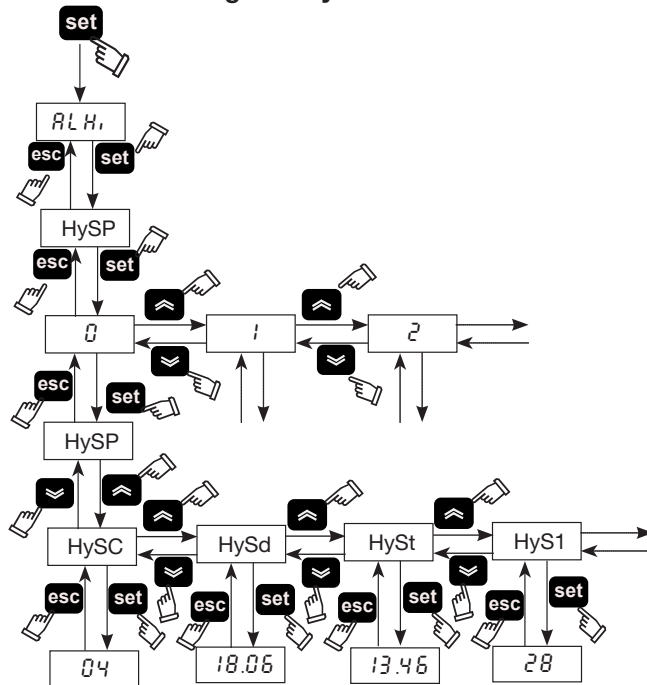 set
ALHi
esc set
HySP
esc set
0 1 2
esc set
HySP
HySC HySd HySt HyS1
esc set esc set esc set esc set
04 18.06 13.46 28